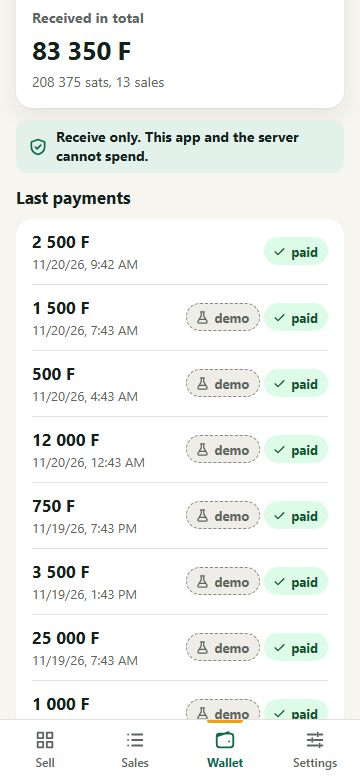 Received in total
83 350 F
208 375 sats, 13 sales
Receive only. This app and the server
cannot spend.
Last payments
2 500 F
paid
11/20/26, 9:42 AM
1 500 F
demo
paid
11/20/26, 7:43 AM
500 F
demo
paid
11/20/26, 4:43 AM
12 000 F
demo
paid
11/20/26, 12:43 AM
750 F
demo
paid
11/19/26, 7:43 PM
3 500 F
demo
paid
11/19/26, 1:43 PM
25 000 F
demo
paid
11/19/26, 7:43 AM
1 000 F
demo
paid
Sell
Sales
Wallet
Settings